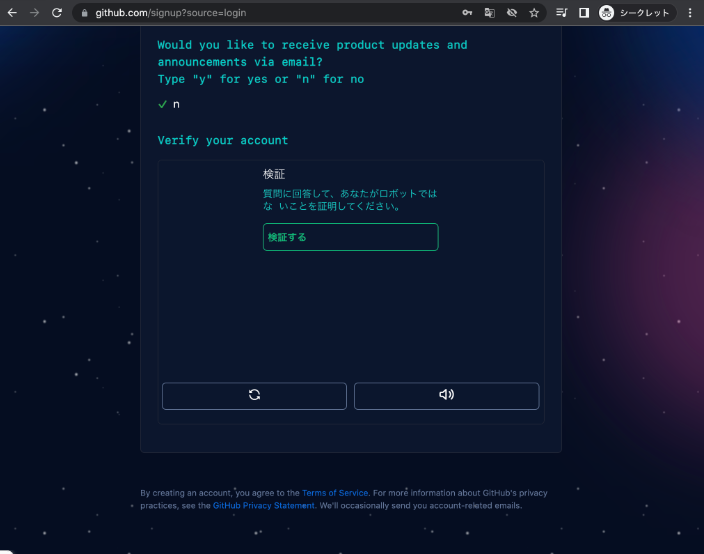 github.com/signup?source=login
シークレット
Would you like to receive product updates and
announcements via email?
Type "y" for yes or "n" for no
n
Verify your account
検証
質問に回答して、あなたがロボットでは
な いことを証明してください。
検証する
By creating an account, you agree to the Terms of Service. For more information about GitHub's privacy
practices, see the GitHub Privacy Statement. We'll occasionally send you account-related emails.